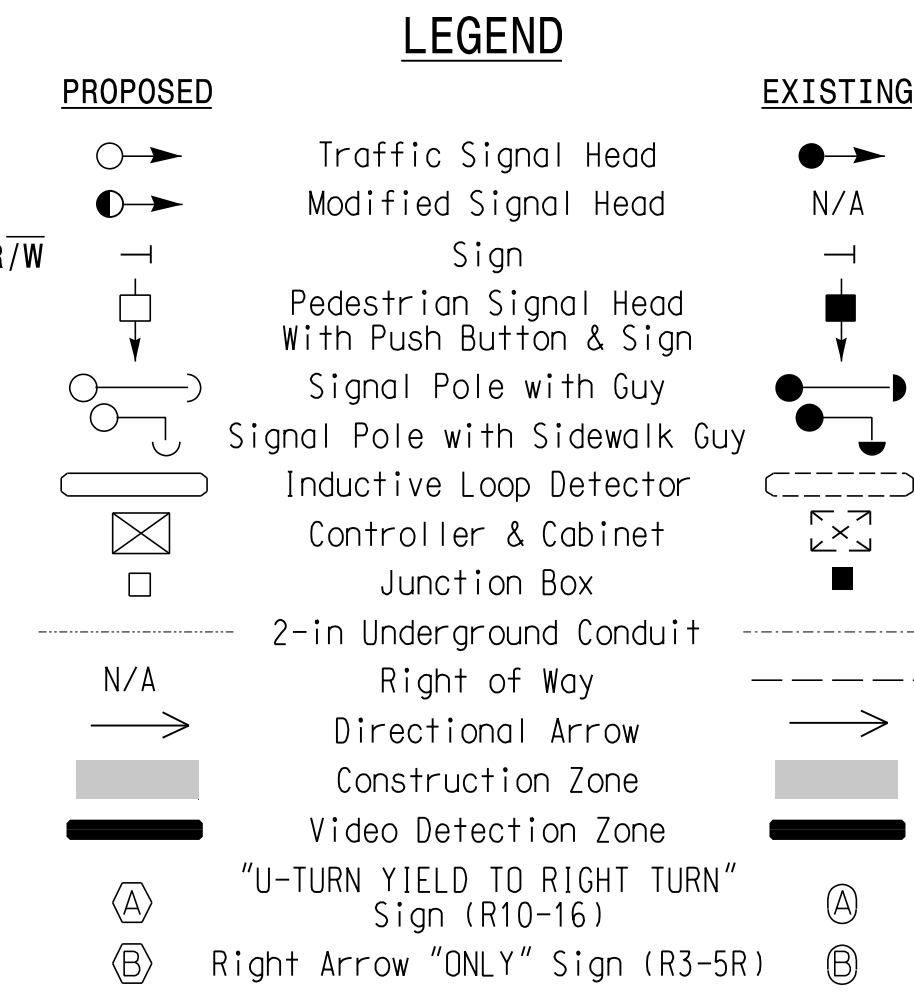 LEGEND
PROPOSED EXISTING
Traffic Signal Head
Modified Signal Head N/A
R/W Sign
Pedestrian Signal Head
With Push Button & Sign
Signal Pole with Guy
Signal Pole with Sidewalk Guy
Inductive Loop Detector
Controller & Cabinet
Junction Box
2-in Underground Conduit
N/A Right of Way
Directional Arrow
Construction Zone
Video Detection Zone
"U-TURN YIELD TO RIGHT TURN"
A Sign (R10-16) A
B Right Arrow "ONLY" Sign (R3-5R) B